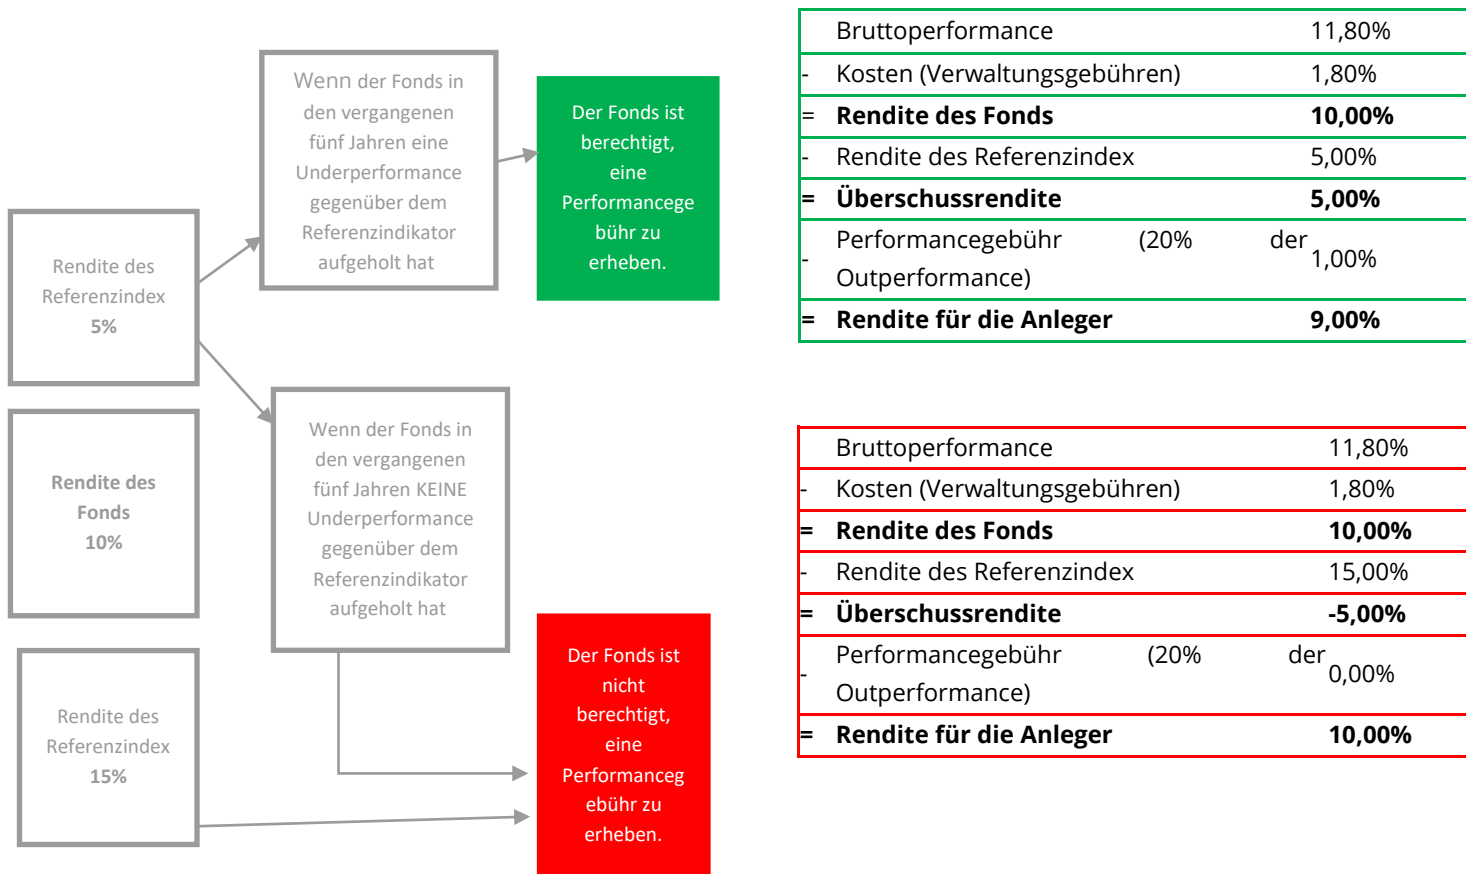 Rendite des
Referenzindex
5%
Rendite des
Fonds
10%
Rendite des
Referenzindex
15%
Wenn der Fonds in
den vergangenen
fünf Jahren eine
Underperformance
gegenüber dem
Referenzindikator
aufgeholt hat
Wenn der Fonds in
den vergangenen
fünf Jahren KEINE
Underperformance
gegenüber dem
Referenzindikator
aufgeholt hat
Der Fonds ist
berechtigt,
eine
Performancege
bühr zu
erheben.
Der Fonds ist
nicht
berechtigt,
eine
Performanceg
ebühr zu
erheben.
Bruttoperformance 11,80%
- Kosten (Verwaltungsgebühren) 1,80%
= Rendite des Fonds 10,00%
- Rendite des Referenzindex 5,00%
= Überschussrendite 5,00%
- Performancegebühr (20% der
Outperformance) 1,00%
= Rendite für die Anleger 9,00%
Bruttoperformance 11,80%
- Kosten (Verwaltungsgebühren) 1,80%
= Rendite des Fonds 10,00%
- Rendite des Referenzindex 15,00%
= Überschussrendite -5,00%
- Performancegebühr (20% der
Outperformance) 0,00%
= Rendite für die Anleger 10,00%